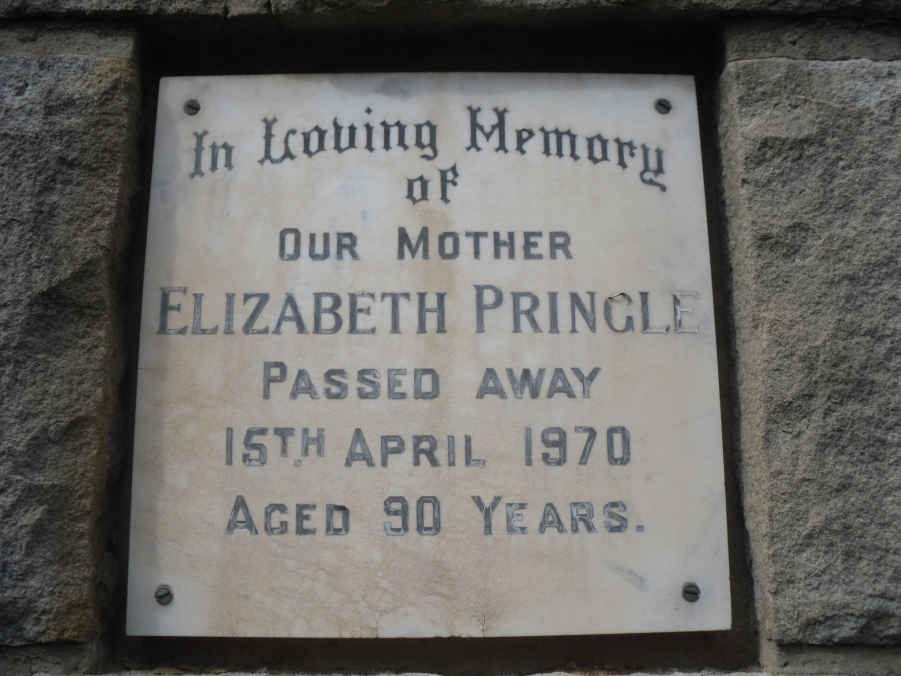 In Loving Memory
of
OUR MOTHER
ELIZABETH PRINGLE
PASSED AWAY
15TH APRIL 1970
AGED 90 YEARS.